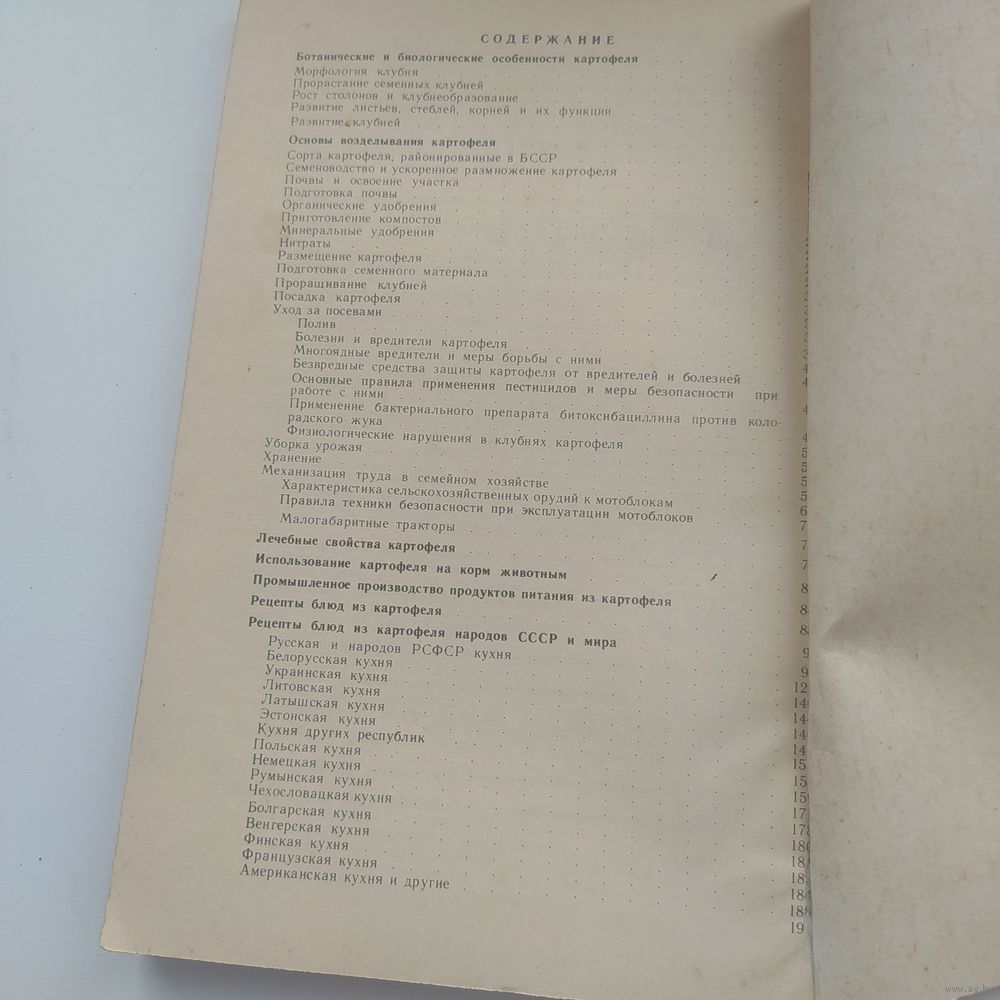 СОДЕРЖАНИЕ
Ботанические и биологические особенности картофеля
Морфология клубня
Прорастание семенных клубней
Рост столонов и клубнеобразование
Развитие листьев, стеблей, корней и их функции
Развитие клубней
Основы возделывания картофеля
Сорта картофеля, районированные в БССР
Семеноводство и ускоренное размножение картофеля
Почвы и освоение участка
Подготовка почвы
Органические удобрения
Приготовление компостов
Минеральные удобрения
Нитраты
Размещение картофеля
Подготовка семенного материала
Проращивание клубней
Посадка картофеля
Уход за посевами
Полив
Болезни и вредители картофеля
Многоядные вредители и меры борьбы с ними
Безвредные средства защиты картофеля от вредителей и болезней
Основные правила применения пестицидов и меры безопасности при
работе с ними
Применение бактериального препарата битоксибациллина против коло-
радского жука
Физиологические нарушения в клубнях картофеля
Уборка урожая
Хранение
Механизация труда в семейном хозяйстве
Характеристика сельскохозяйственных орудий к мотоблокам
Правила техники безопасности при эксплуатации мотоблоков
Малогабаритные тракторы
Лечебные свойства картофеля
Использование картофеля на корм животным
Промышленное производство продуктов питания из картофеля
Рецепты блюд из картофеля
Рецепты блюд из картофеля народов СССР и мира
Русская и народов РСФСР кухня
Белорусская кухня
Украинская кухня
Литовская кухня
Латышская кухня
Эстонская кухня
Кухня других республик
Польская кухня
Немецкая кухня
Румынская кухня
Чехословацкая кухня
Болгарская кухня
Венгерская кухня
Финская кухня
Французская кухня
Американская кухня и другие